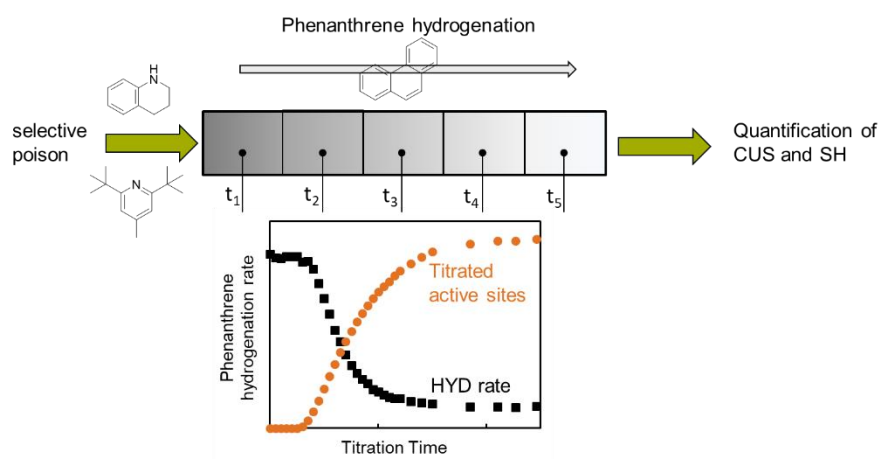 Phenanthrene hydrogenation
H
N
selective
poison
N
t1
t2
t3
t4
t5
Quantification of
CUS and SH
Phenanthrene
hydrogenation rate
Titrated
active sites
HYD rate
Titration Time